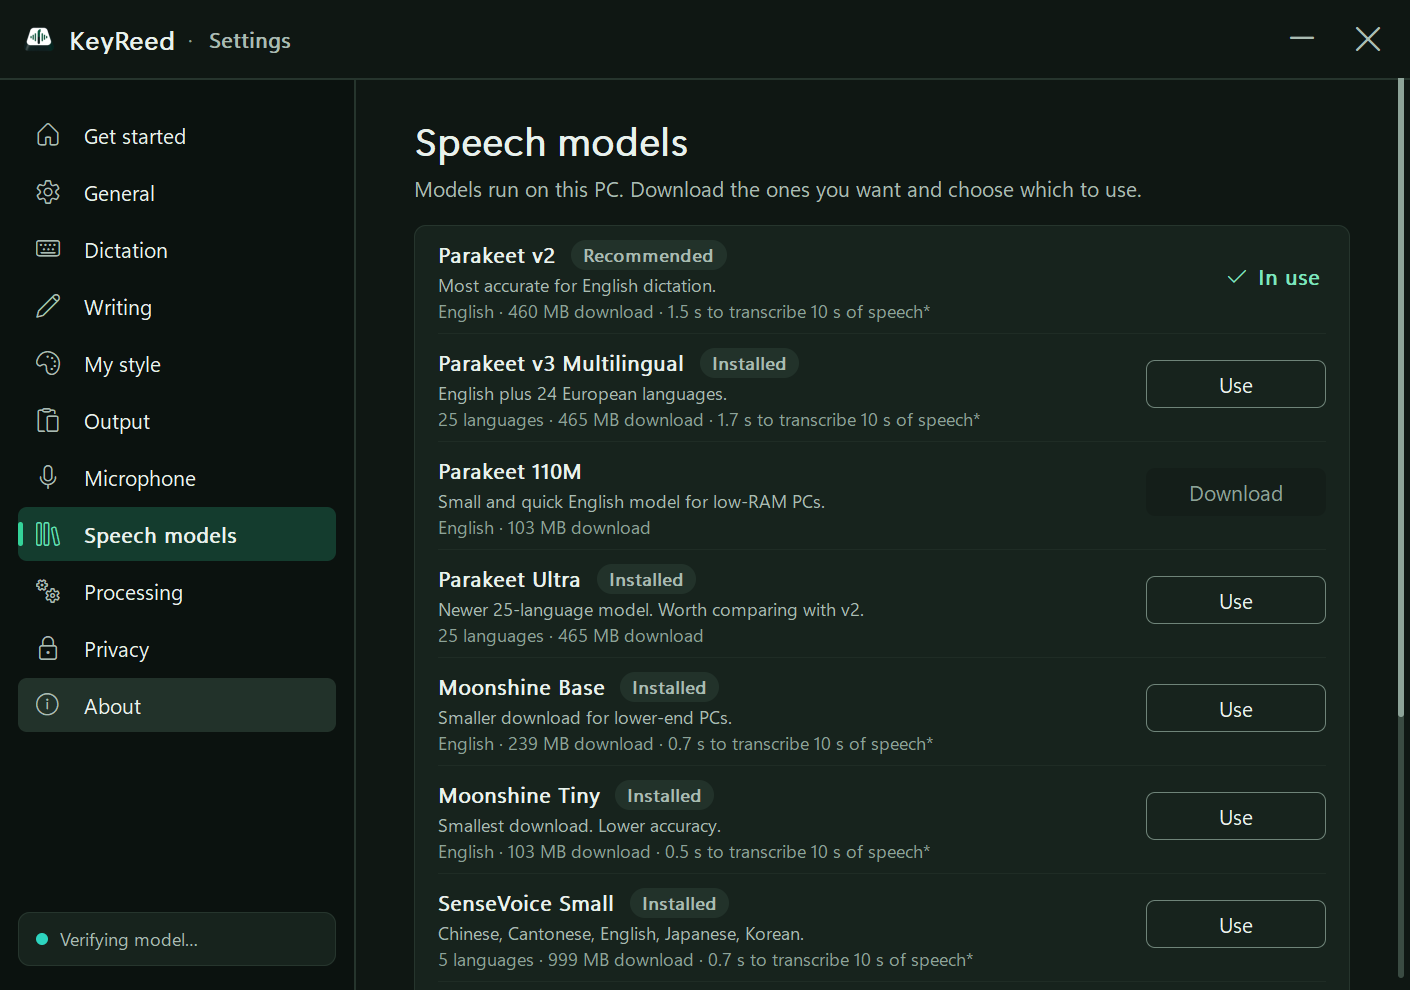 KeyReed · Settings
Get started
General
Dictation
Writing
My style
Output
Microphone
Speech models
Processing
Privacy
About
Verifying model...
Speech models
Models run on this PC. Download the ones you want and choose which to use.
Parakeet v2 Recommended
Most accurate for English dictation.
English · 460 MB download · 1.5 s to transcribe 10 s of speech*
In use
Parakeet v3 Multilingual Installed
English plus 24 European languages.
25 languages · 465 MB download · 1.7 s to transcribe 10 s of speech*
Use
Parakeet 110M
Small and quick English model for low-RAM PCs.
English · 103 MB download
Download
Parakeet Ultra Installed
Newer 25-language model. Worth comparing with v2.
25 languages · 465 MB download
Use
Moonshine Base Installed
Smaller download for lower-end PCs.
English · 239 MB download · 0.7 s to transcribe 10 s of speech*
Use
Moonshine Tiny Installed
Smallest download. Lower accuracy.
English · 103 MB download · 0.5 s to transcribe 10 s of speech*
Use
SenseVoice Small Installed
Chinese, Cantonese, English, Japanese, Korean.
5 languages · 999 MB download · 0.7 s to transcribe 10 s of speech*
Use